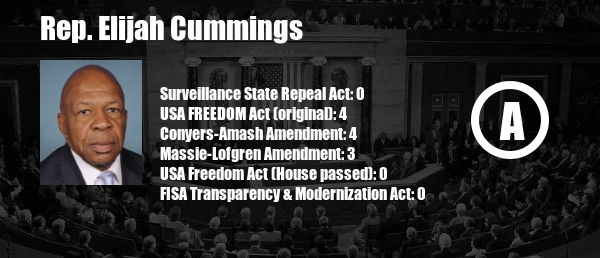 Rep. Elijah Cummings
Surveillance State Repeal Act: 0
USA FREEDOM Act (original): 4
Conyers-Amash Amendment: 4
Massie-Lofgren Amendment: 3
USA Freedom Act (House passed): 0
FISA Transparency & Modernization Act: 0
A